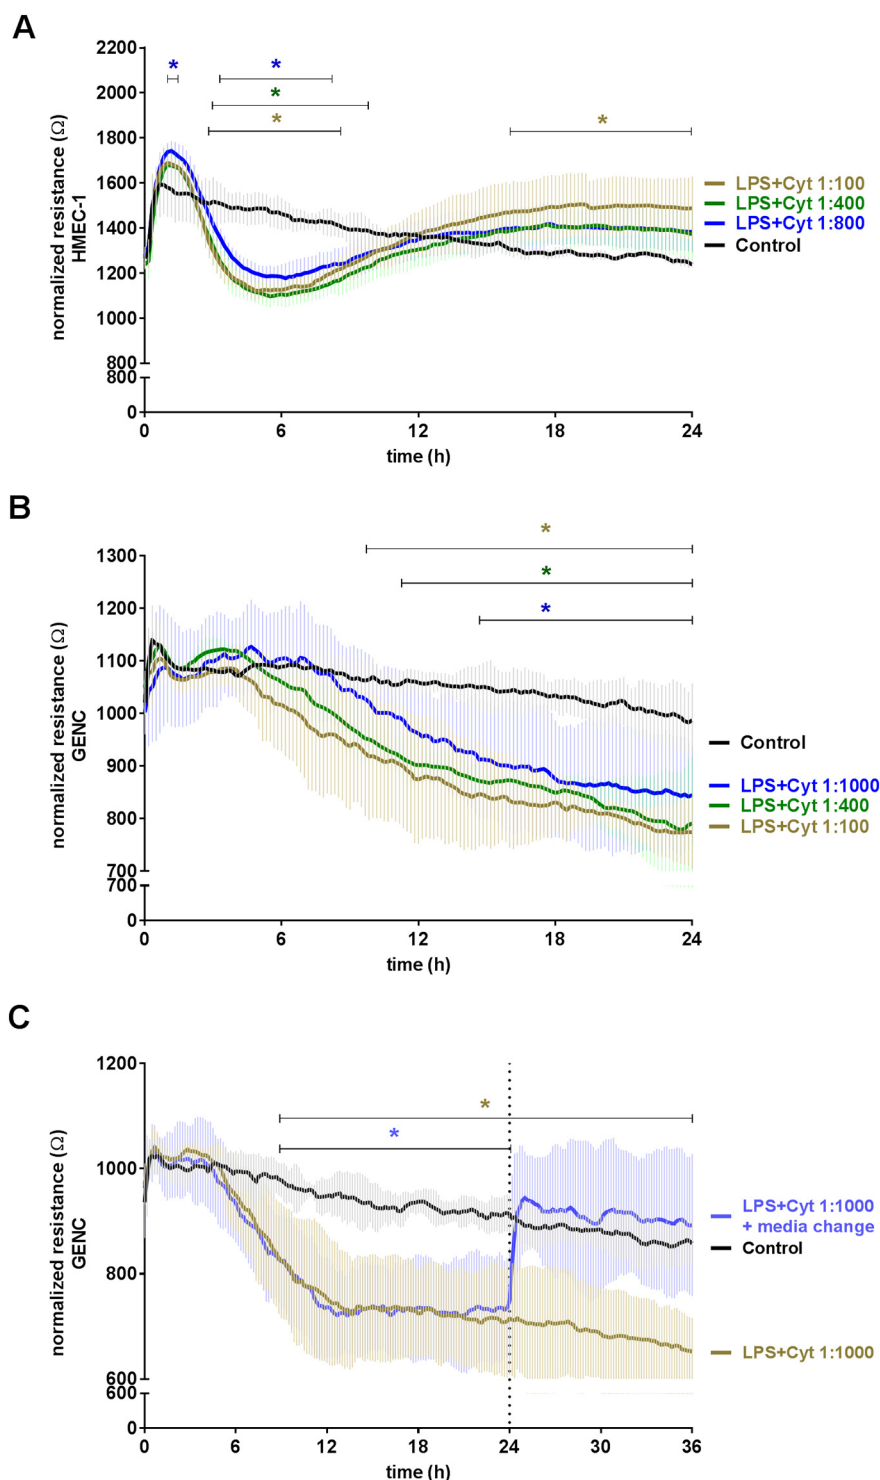 A
normalized resistance (Ω)
HMEC-1
2200
2000
1800
1600
1400
1200
1000
800
800
0
* *
*
* *
LPS+Cyt 1:100
LPS+Cyt 1:400
LPS+Cyt 1:800
Control
0 6 12 18 24
time (h)
B
normalized resistance (Ω)
GENC
1300
1200
1100
1000
900
800
700
700
0
*
*
*
Control
LPS+Cyt 1:1000
LPS+Cyt 1:400
LPS+Cyt 1:100
0 6 12 18 24
time (h)
C
normalized resistance (Ω)
GENC
1200
1000
800
600
600
0
*
*
LPS+Cyt 1:1000
+ media change
Control
LPS+Cyt 1:1000
0 6 12 18 24 30 36
time (h)